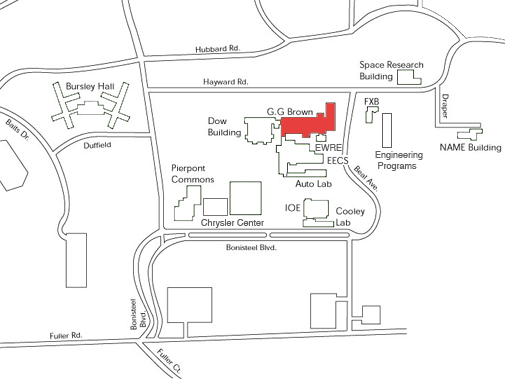 Hubbard Rd.
Space Research
Building
Hayward Rd.
Bursley Hall
FXB
Draper
G.G Brown
Dow
Building
Batts Dr.
Duffield
EWRE
EECS
Engineering
Programs
NAME Building
Pierpont
Commons
Auto Lab
Beal Ave.
IOE
Cooley
Lab
Chrysler Center
Bonisteel Blvd.
Bonisteel
Blvd.
Fuller Rd.
Fuller Ct.